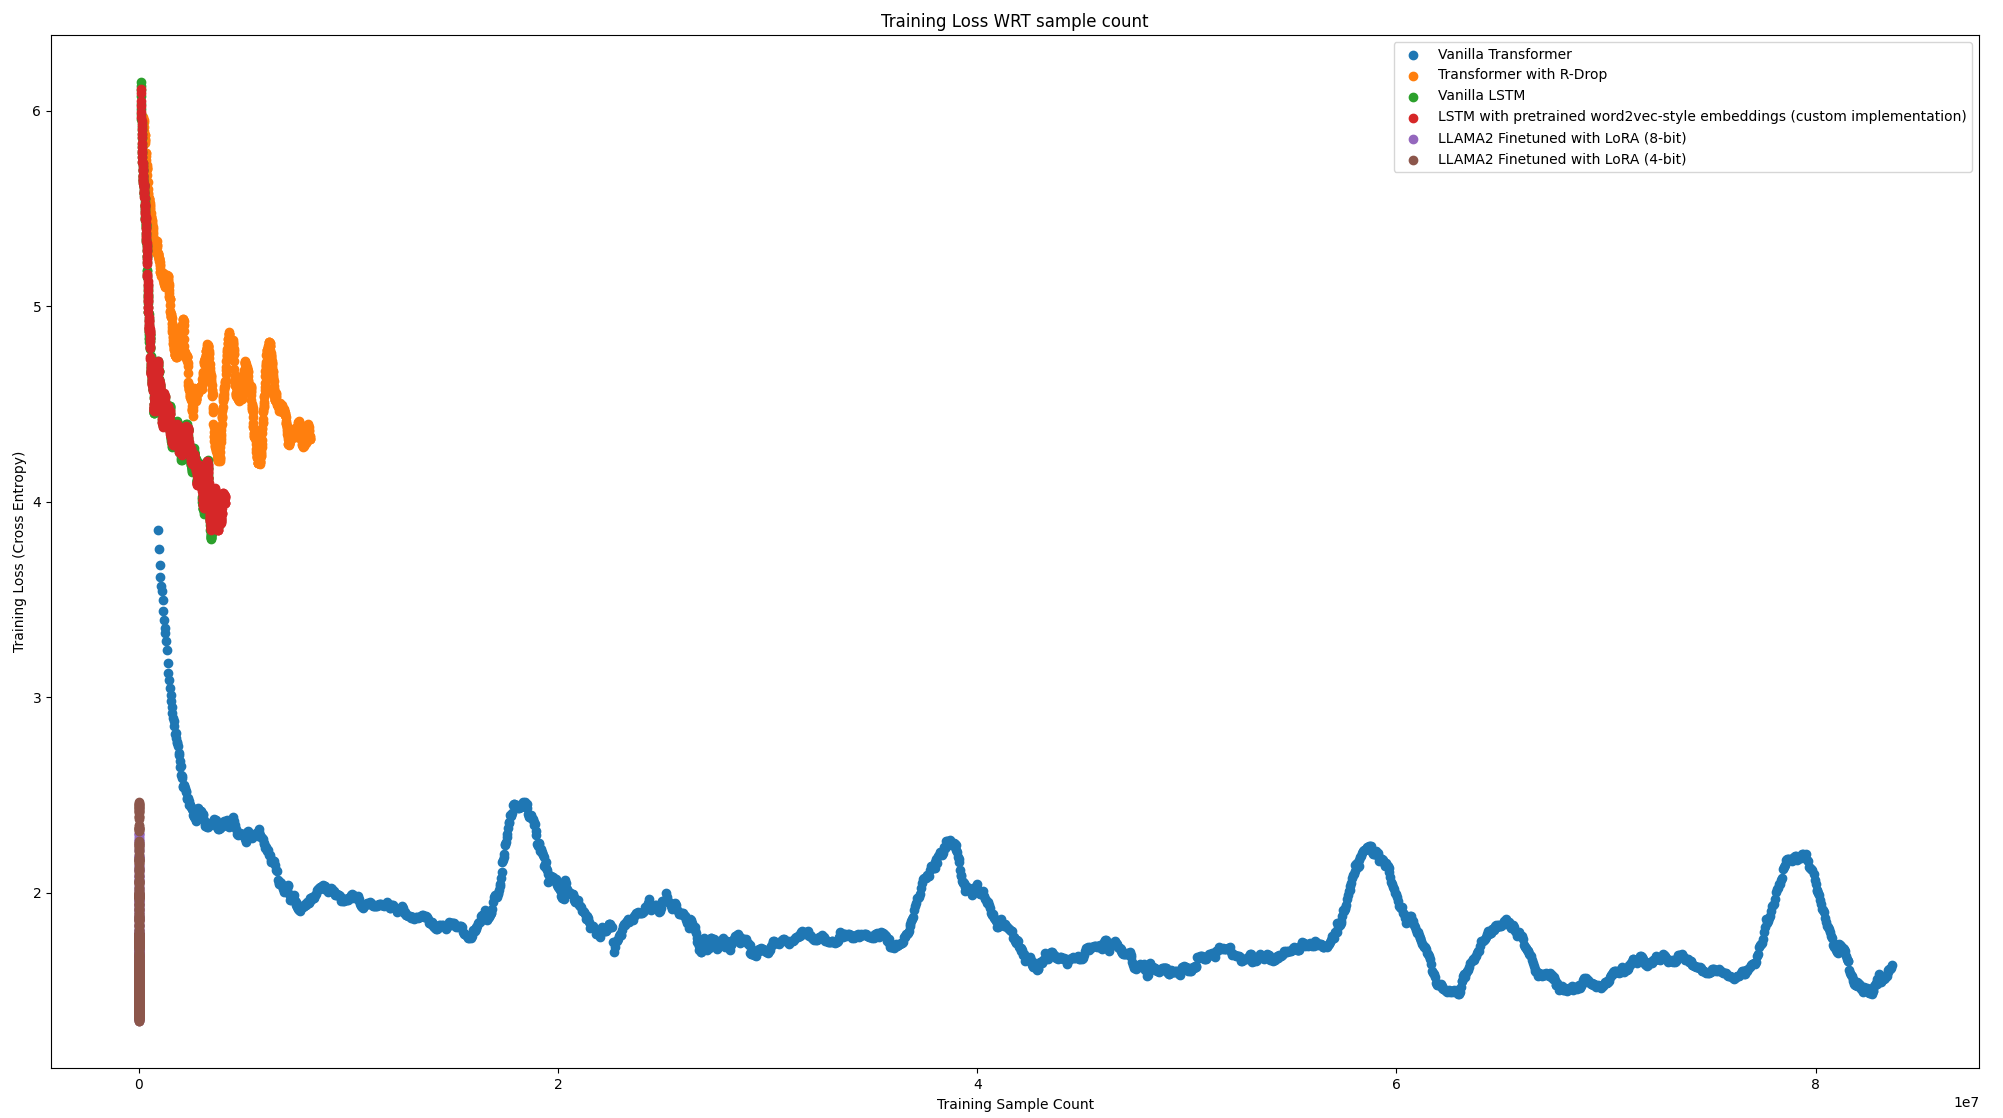 Training Loss WRT sample count
Vanilla Transformer
Transformer with R-Drop
Vanilla LSTM
LSTM with pretrained word2vec-style embeddings (custom implementation)
LLAMA2 Finetuned with LoRA (8-bit)
LLAMA2 Finetuned with LoRA (4-bit)
Training Loss (Cross Entropy)
6
5
4
3
2
0 2 4 6 8
1e7
Training Sample Count